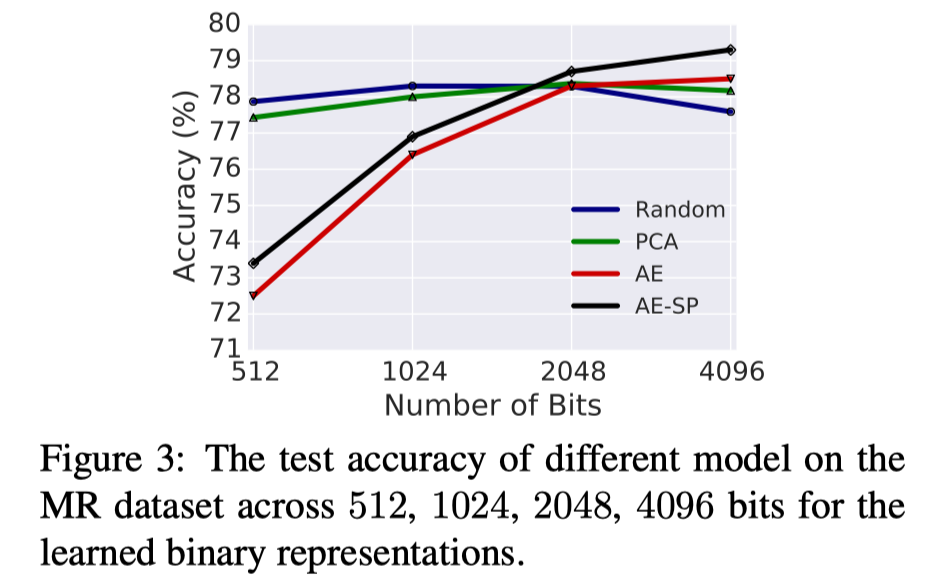 80
79
78
77
76
75
74
73
72
71
Accuracy (%)
Random
PCA
AE
AE-SP
512 1024 2048 4096
Number of Bits
Figure 3: The test accuracy of different model on the
MR dataset across 512, 1024, 2048, 4096 bits for the
learned binary representations.